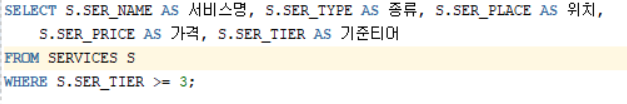 SELECT S.SER_NAME AS 서비스명, S.SER_TYPE AS 종류, S.SER_PLACE AS 위치,
S.SER_PRICE AS 가격, S.SER_TIER AS 기준티어
FROM SERVICES S
WHERE S.SER_TIER >= 3;